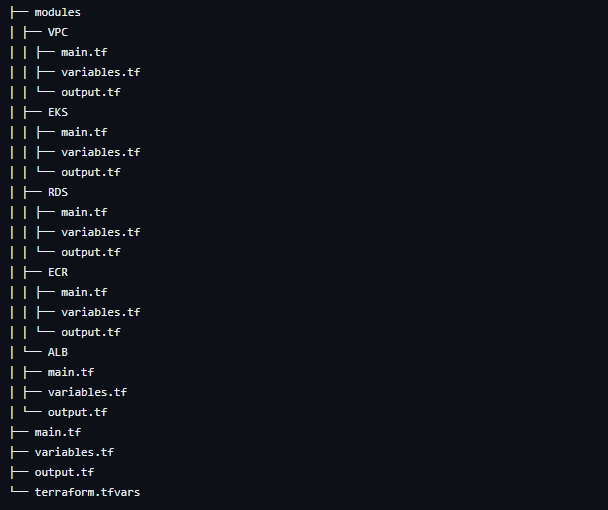 ├── modules
│ ├── VPC
│ │ ├── main.tf
│ │ ├── variables.tf
│ │ └── output.tf
│ ├── EKS
│ │ ├── main.tf
│ │ ├── variables.tf
│ │ └── output.tf
│ ├── RDS
│ │ ├── main.tf
│ │ ├── variables.tf
│ │ └── output.tf
│ ├── ECR
│ │ ├── main.tf
│ │ ├── variables.tf
│ │ └── output.tf
│ └── ALB
│ ├── main.tf
│ ├── variables.tf
│ └── output.tf
├── main.tf
├── variables.tf
├── output.tf
└── terraform.tfvars